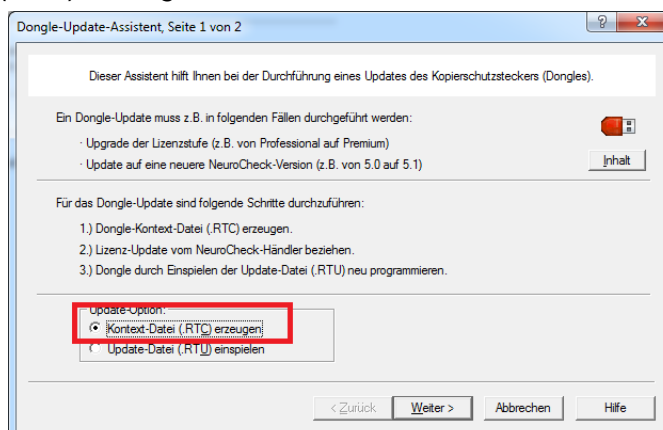 Dongle-Update-Assistent, Seite 1 von 2
Dieser Assistent hilft Ihnen bei der Durchführung eines Updates des Kopierschutzsteckers (Dongles).
Ein Dongle-Update muss z.B. in folgenden Fällen durchgeführt werden:
· Upgrade der Lizenzstufe (z.B. von Professional auf Premium)
· Update auf eine neuere NeuroCheck-Version (z.B. von 5.0 auf 5.1)
Inhalt
Für das Dongle-Update sind folgende Schritte durchzuführen:
1.) Dongle-Kontext-Datei (.RTC) erzeugen.
2.) Lizenz-Update vom NeuroCheck-Händler beziehen.
3.) Dongle durch Einspielen der Update-Datei (.RTU) neu programmieren.
Update-Option:
Kontext-Datei (.RTC) erzeugen
Update-Datei (.RTU) einspielen
< Zurück Weiter > Abbrechen Hilfe